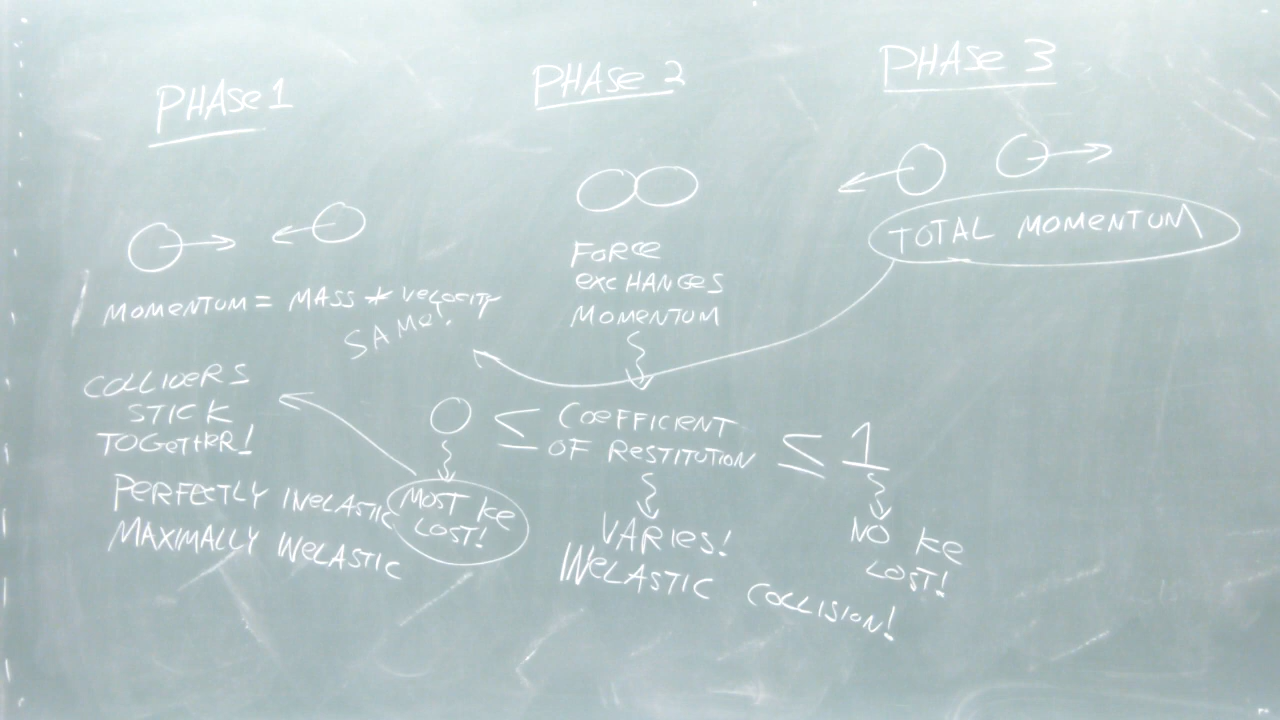 PHASE 1
PHASE 2
PHASE 3
MOMENTUM = MASS * VELOCITY
SAME!
FORCE
EXCHANGES
MOMENTUM
TOTAL MOMENTUM
COLLIDERS
STICK
TOGETHER!
PERFECTLY INELASTIC
MAXIMALLY INELASTIC
0 ≤ COEFFICIENT
OF RESTITUTION ≤ 1
MOST KE
LOST!
VARIES!
INELASTIC COLLISION!
NO KE
LOST!